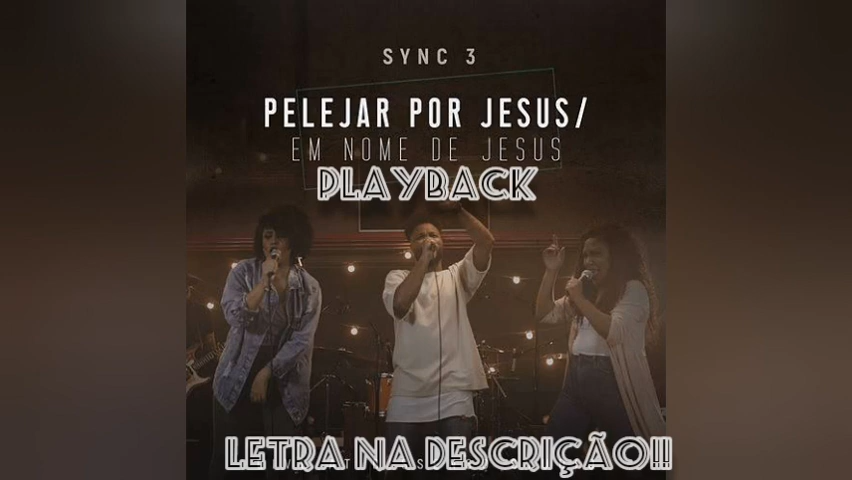 SYNC 3
PELEJAR POR JESUS/
EM NOME DE JESUS
PLAYBACK
LETRA NA DESCRIÇÃO!!